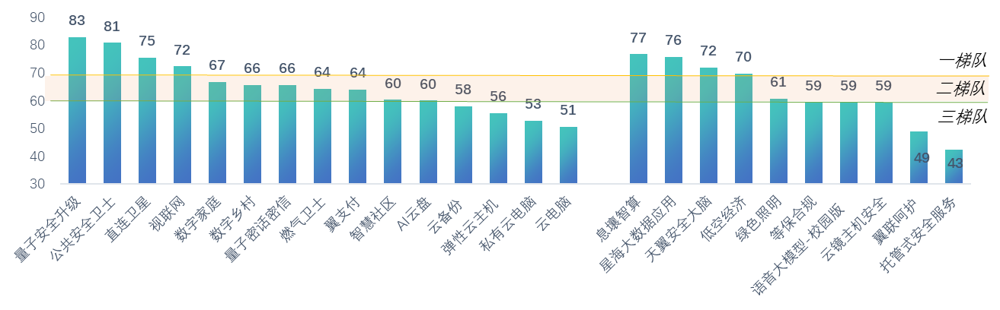 90
80
70
60
50
40
30
83
81
75
72
67
66
66
64
64
60
60
58
56
53
51
77
76
72
70
61
59
59
59
49
43
一梯队
二梯队
三梯队
量子安全升级
公共安全卫士
直连卫星
视联网
数字家庭
数字乡村
量子密话密信
燃气卫士
翼支付
智慧社区
AI云盘
云备份
弹性云主机
私有云电脑
云电脑
息壤智算
星海大数据应用
天翼安全大脑
低空经济
绿色照明
等保合规
语音大模型-校园版
云镜主机安全
翼联呵护
托管式安全服务